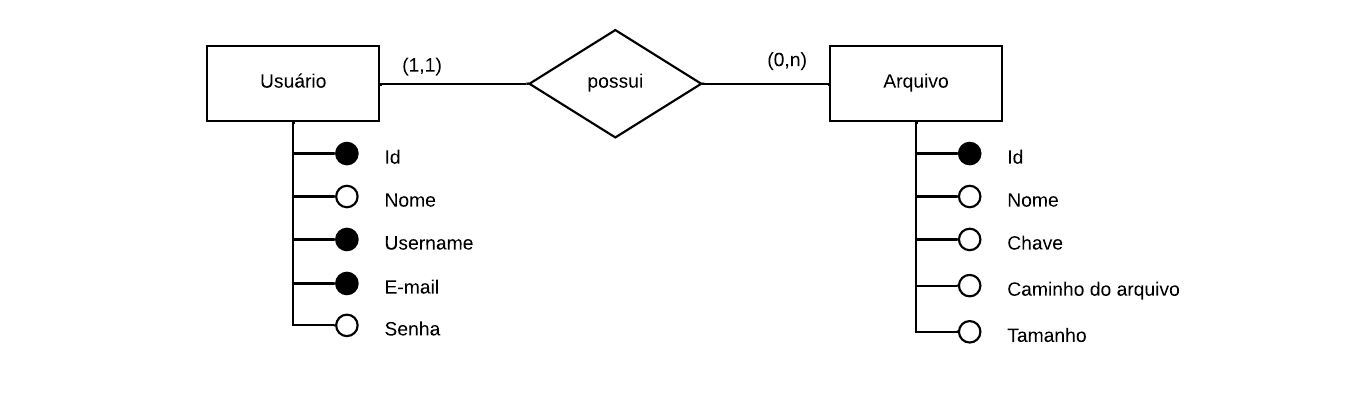 Usuário
(1,1)
possui
(0,n)
Arquivo
Id
Nome
Username
E-mail
Senha
Id
Nome
Chave
Caminho do arquivo
Tamanho